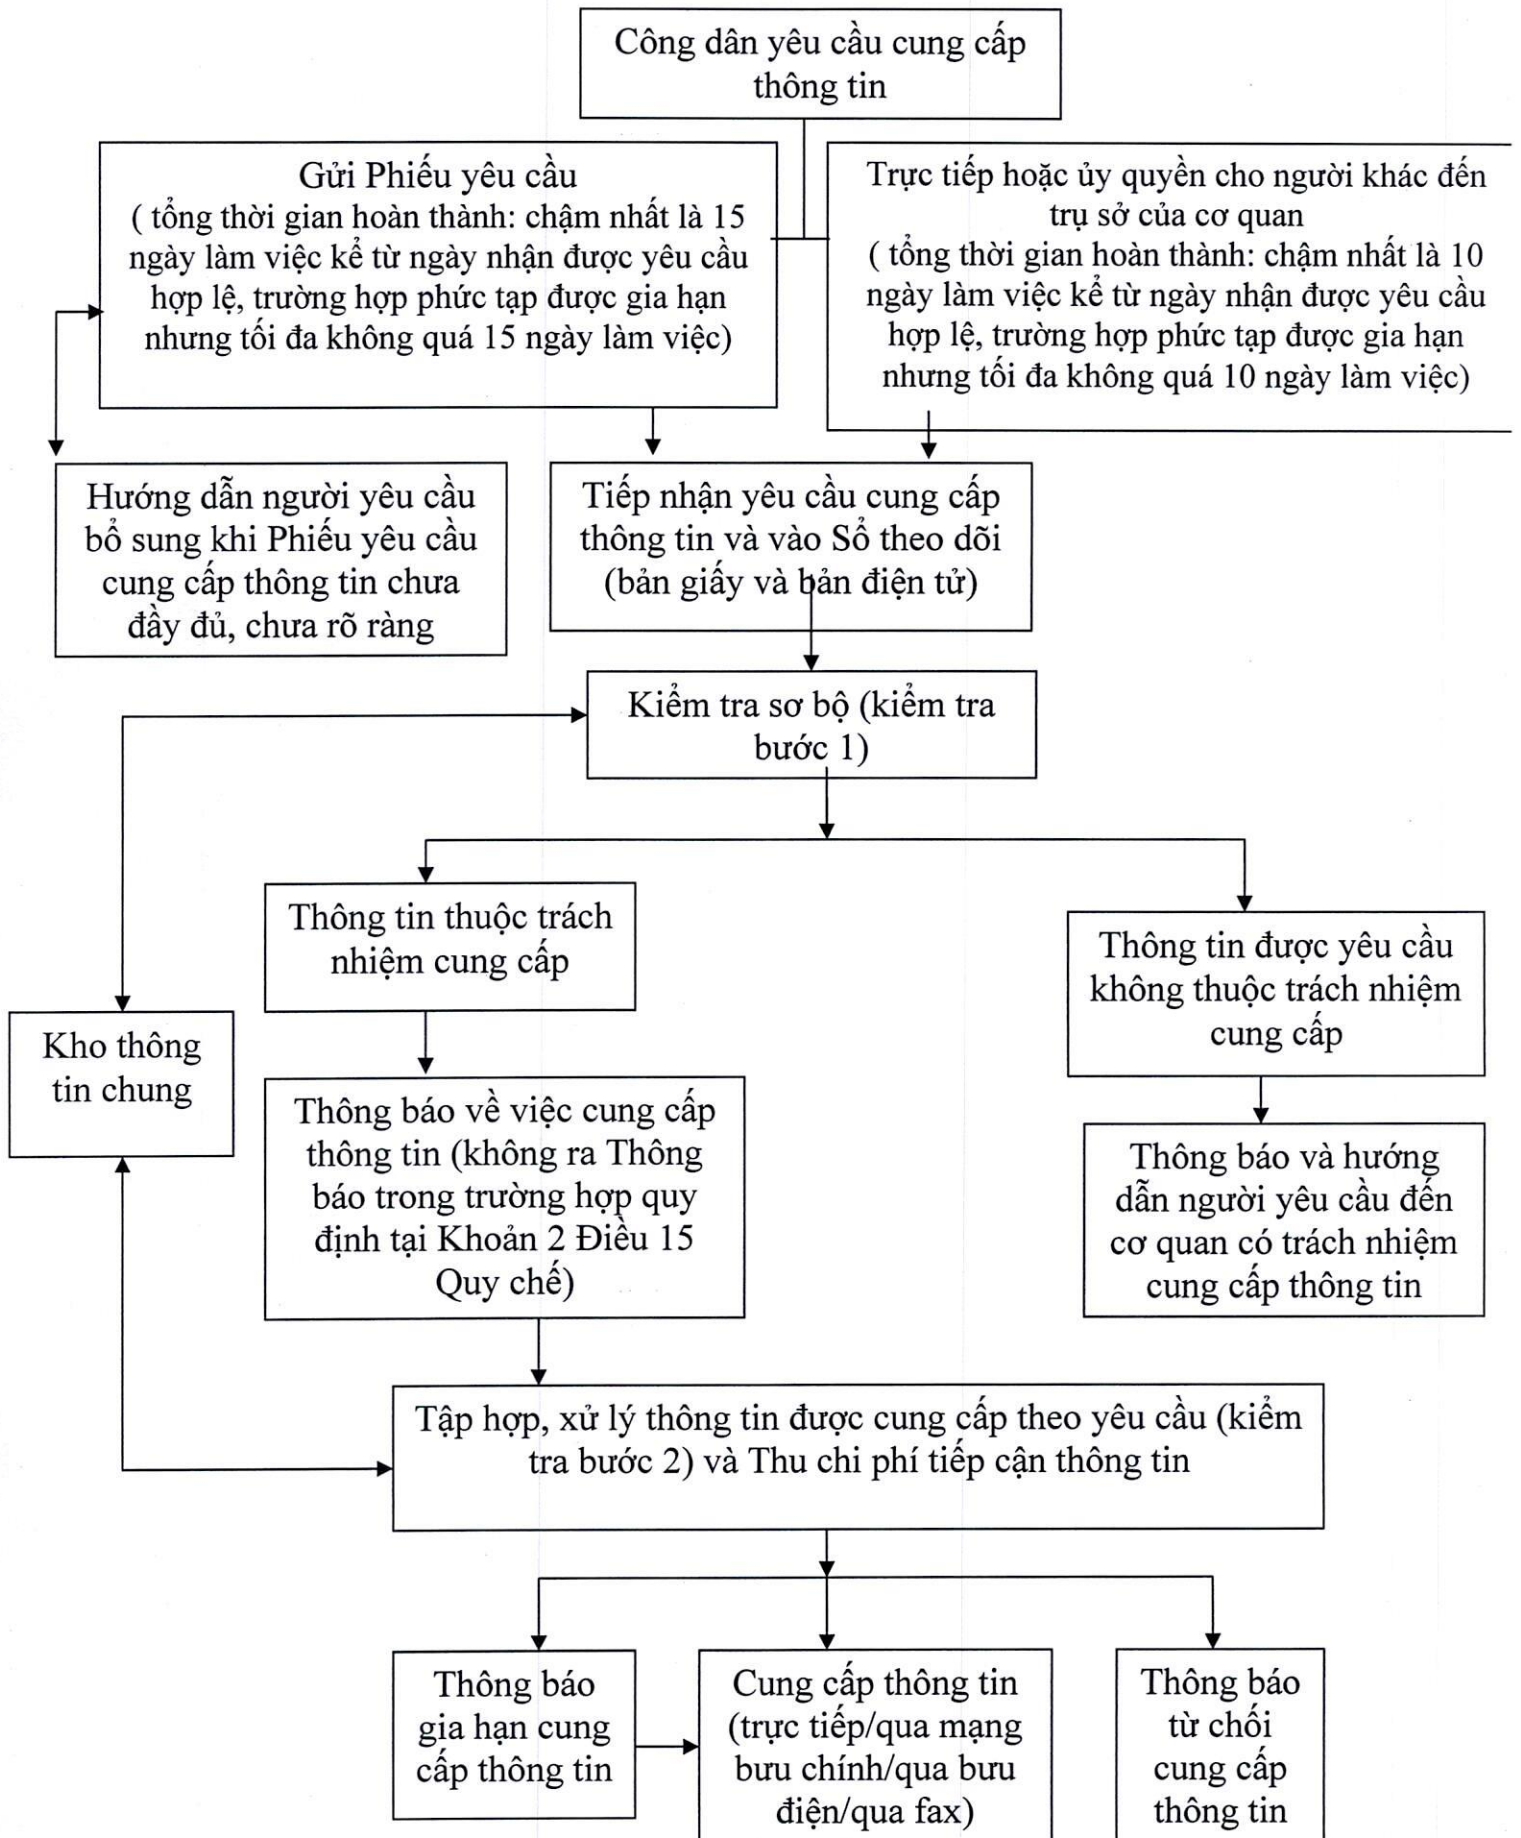 Công dân yêu cầu cung cấp
thông tin
Gửi Phiếu yêu cầu
( tổng thời gian hoàn thành: chậm nhất là 15
ngày làm việc kể từ ngày nhận được yêu cầu
hợp lệ, trường hợp phức tạp được gia hạn
nhưng tối đa không quá 15 ngày làm việc)
Trực tiếp hoặc ủy quyền cho người khác đến
trụ sở của cơ quan
( tổng thời gian hoàn thành: chậm nhất là 10
ngày làm việc kể từ ngày nhận được yêu cầu
hợp lệ, trường hợp phức tạp được gia hạn
nhưng tối đa không quá 10 ngày làm việc)
Hướng dẫn người yêu cầu
bổ sung khi Phiếu yêu cầu
cung cấp thông tin chưa
đầy đủ, chưa rõ ràng
Tiếp nhận yêu cầu cung cấp
thông tin và vào Sổ theo dõi
(bản giấy và bản điện tử)
Kiểm tra sơ bộ (kiểm tra
bước 1)
Thông tin thuộc trách
nhiệm cung cấp
Thông tin được yêu cầu
không thuộc trách nhiệm
cung cấp
Kho thông
tin chung
Thông báo về việc cung cấp
thông tin (không ra Thông
báo trong trường hợp quy
định tại Khoản 2 Điều 15
Quy chế)
Thông báo và hướng
dẫn người yêu cầu đến
cơ quan có trách nhiệm
cung cấp thông tin
Tập hợp, xử lý thông tin được cung cấp theo yêu cầu (kiểm
tra bước 2) và Thu chi phí tiếp cận thông tin
Thông báo
gia hạn cung
cấp thông tin
Cung cấp thông tin
(trực tiếp/qua mạng
bưu chính/qua bưu
điện/qua fax)
Thông báo
từ chối
cung cấp
thông tin